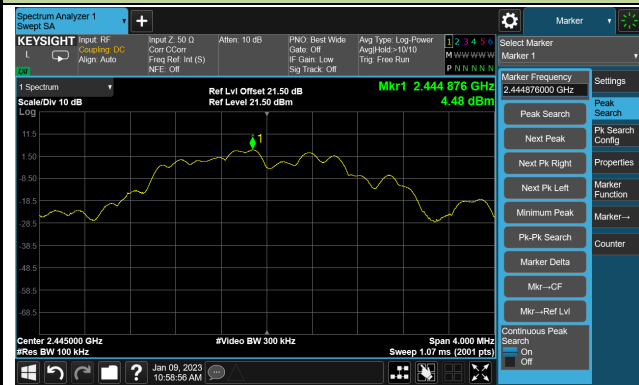 Spectrum Analyzer 1
Swept SA
Marker
KEYSIGHT
Input: RF
Coupling: DC
Align: Auto
Input Z: 50 Ω
Corr CCorr
Freq Ref: Int (S)
NFE: Off
Atten: 10 dB
PNO: Best Wide
Gate: Off
IF Gain: Low
Sig Track: Off
Avg Type: Log-Power
Avg|Hold:>10/10
Trig: Free Run
1 2 3 4 5 6
M W W W W W
P N N N N N
Select Marker
Marker 1
1 Spectrum
Scale/Div 10 dB
Log
Ref Lvl Offset 21.50 dB
Ref Level 21.50 dBm
Mkr1 2.444 876 GHz
4.48 dBm
11.5
1.50
-8.50
-18.5
-28.5
-38.5
-48.5
-58.5
-68.5
1
Center 2.445000 GHz
#Res BW 100 kHz
#Video BW 300 kHz
Span 4.000 MHz
Sweep 1.07 ms (2001 pts)
Marker Frequency
2.444876000 GHz
Peak Search
Next Peak
Next Pk Right
Next Pk Left
Minimum Peak
Pk-Pk Search
Marker Delta
Mkr→CF
Mkr→Ref Lvl
Continuous Peak
Search
On
Off
Settings
Peak
Search
Pk Search
Config
Properties
Marker
Function
Marker→
Counter
Jan 09, 2023
10:58:56 AM